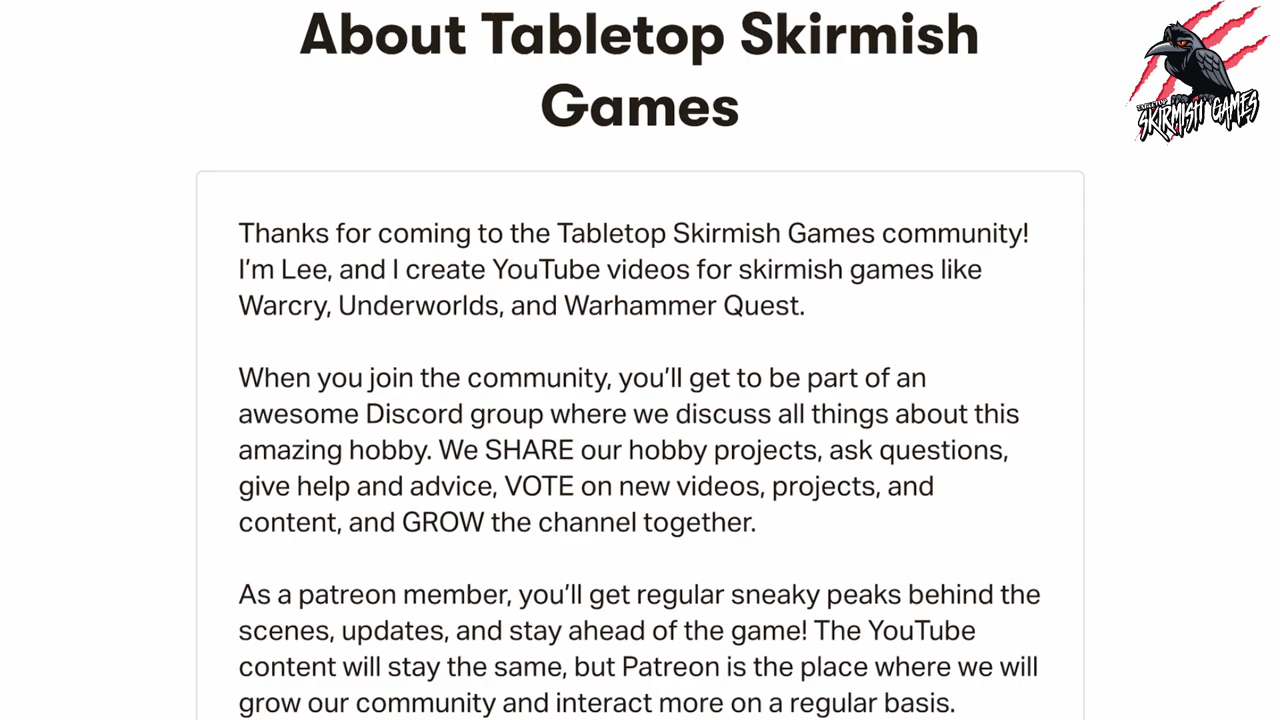 About Tabletop Skirmish
Games
TABLETOP
SKIRMISH GAMES
Thanks for coming to the Tabletop Skirmish Games community!
I'm Lee, and I create YouTube videos for skirmish games like
Warcry, Underworlds, and Warhammer Quest.
When you join the community, you'll get to be part of an
awesome Discord group where we discuss all things about this
amazing hobby. We SHARE our hobby projects, ask questions,
give help and advice, VOTE on new videos, projects, and
content, and GROW the channel together.
As a patreon member, you'll get regular sneaky peaks behind the
scenes, updates, and stay ahead of the game! The YouTube
content will stay the same, but Patreon is the place where we will
grow our community and interact more on a regular basis.